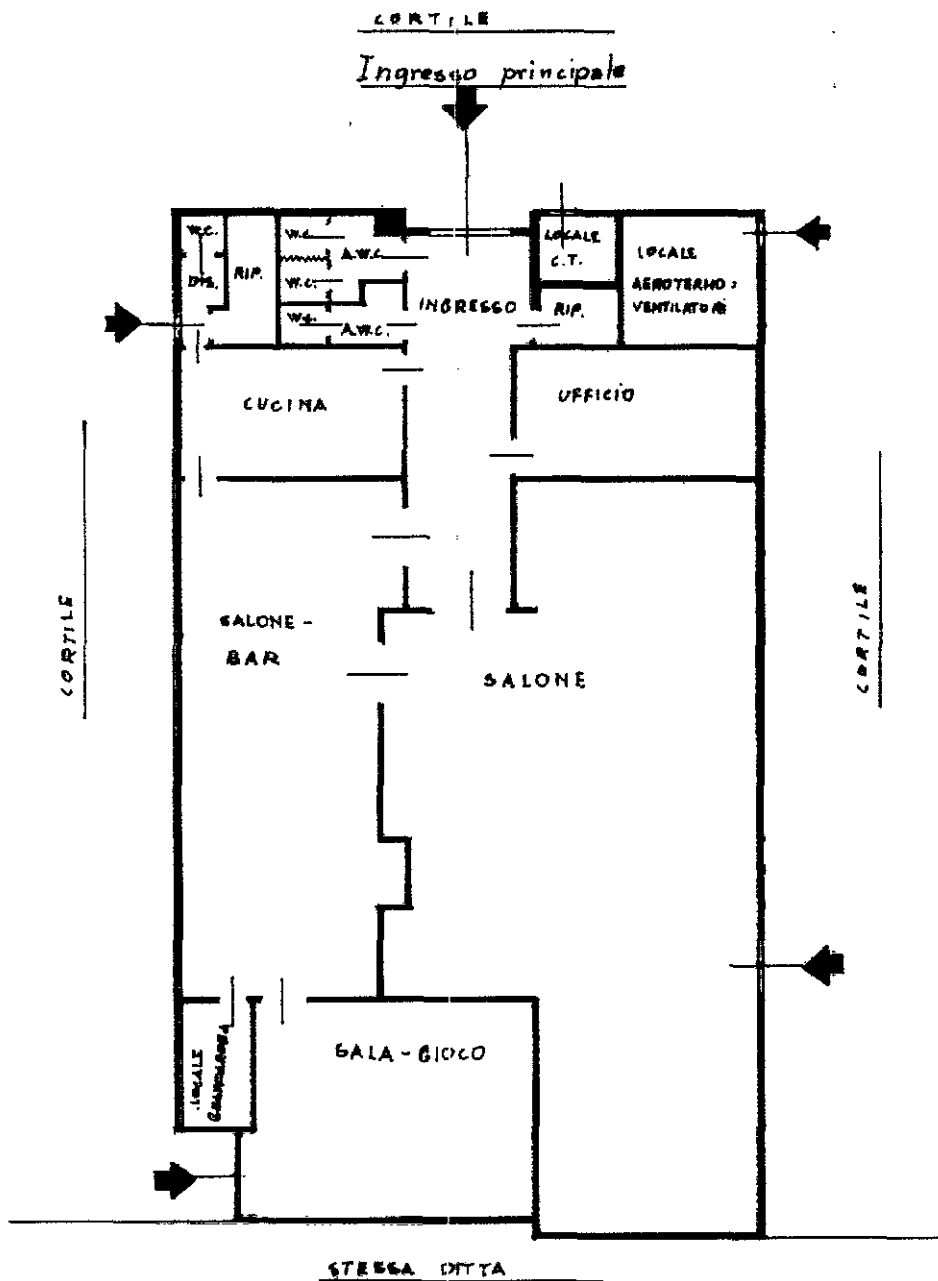 CORTILE
Ingresso principale
W.C.
DIS.
RIP.
W.C.
A.W.C.
W.C.
W.C.
A.W.C.
INGRESSO
LOCALE
C.T.
RIP.
LOCALE
AEROTERMO:
VENTILATORI
CUCINA
UFFICIO
CORTILE
SALONE-
BAR
SALONE
CORTILE
LOCALE
SALA-GIOCO
STESSA DITTA